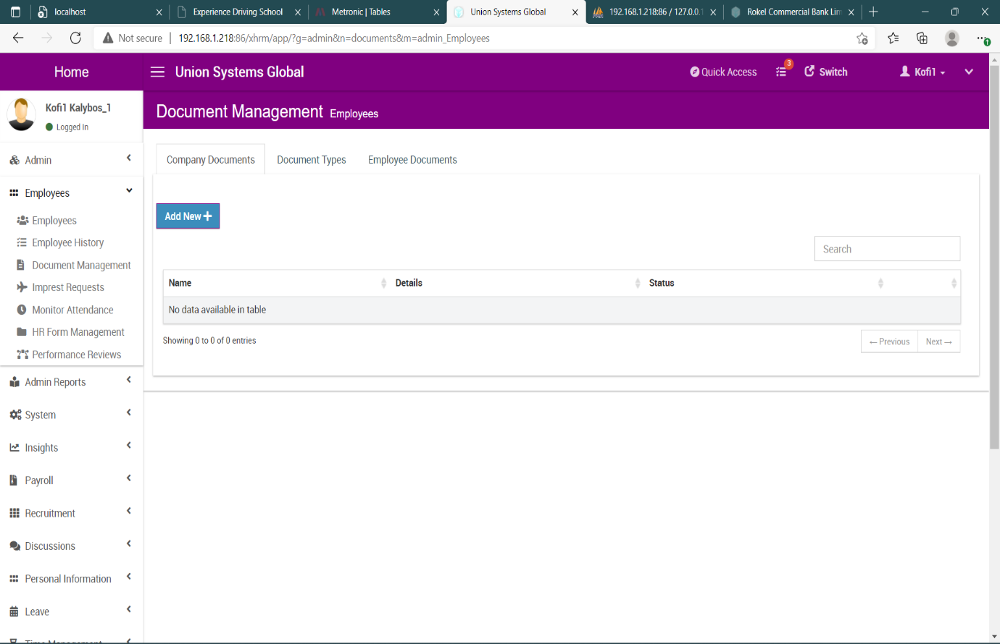 localhost
Experience Driving School
Metronic | Tables
Union Systems Global
192.168.1.218:86 / 127.0.0.1
Rokel Commercial Bank Lim
Not secure
192.168.1.218:86/xhrm/app/?g=admin&n=documents&m=admin_Employees
Home
Union Systems Global
Quick Access
3
Switch
Kofi1
Kofi1 Kalybos_1
Logged In
Document Management Employees
Admin
Employees
Employees
Employee History
Document Management
Imprest Requests
Monitor Attendance
HR Form Management
Performance Reviews
Admin Reports
System
Insights
Payroll
Recruitment
Discussions
Personal Information
Leave
Time Management
Company Documents
Document Types
Employee Documents
Add New +
Search
Name Details Status
No data available in table
Showing 0 to 0 of 0 entries
← Previous
Next →